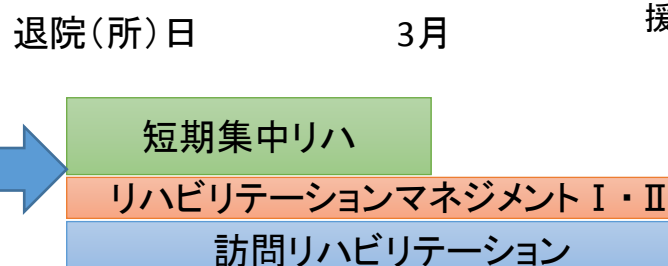 援
退院(所)日 3月
短期集中リハ
リハビリテーションマネジメントⅠ・Ⅱ
訪問リハビリテーション